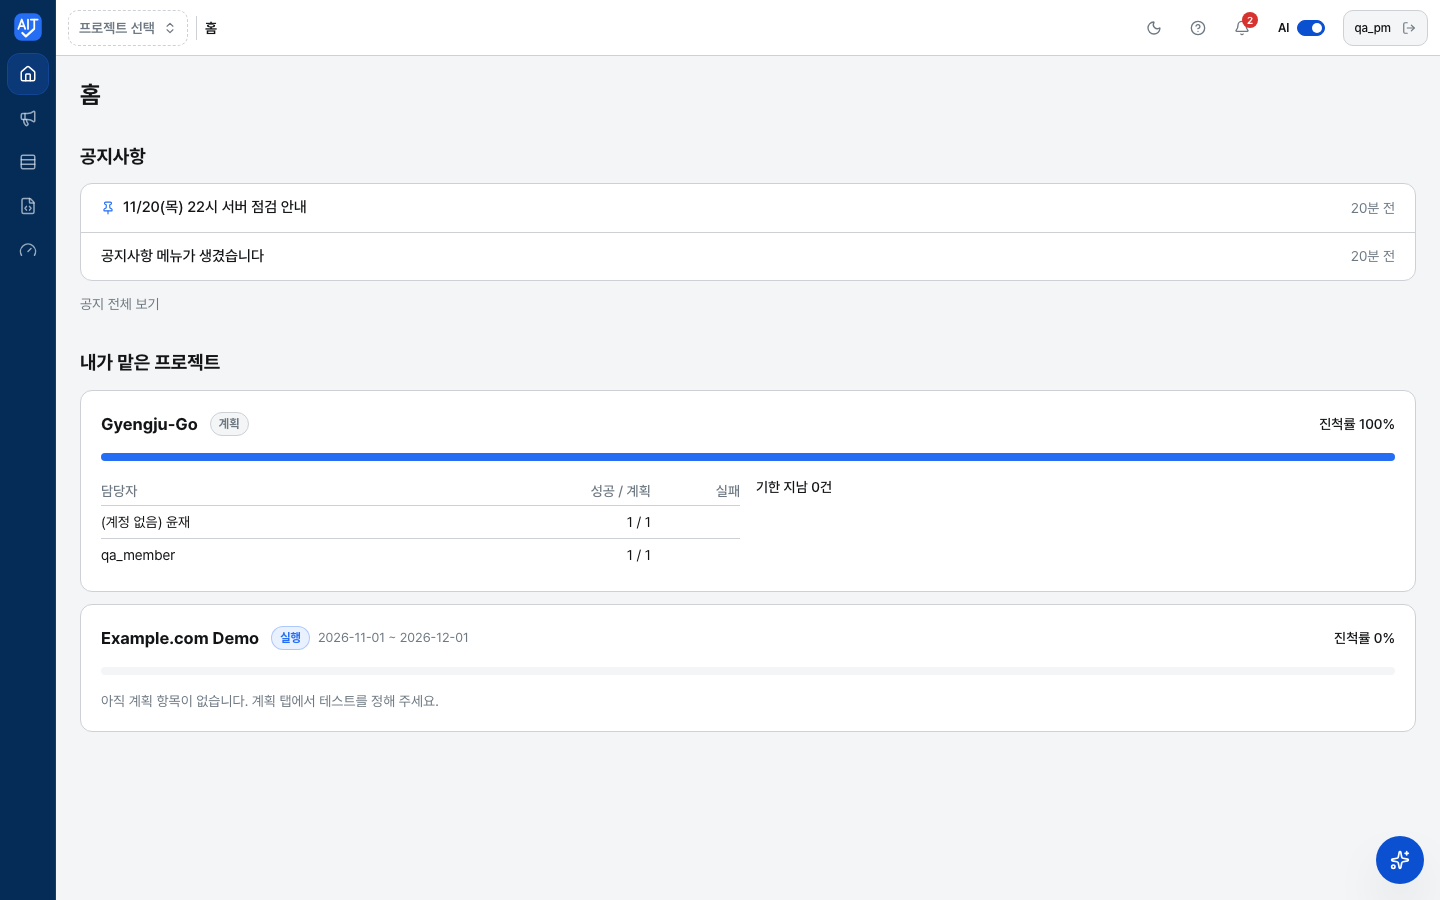 AIT
프로젝트 선택
홈
2
AI
qa_pm
홈
공지사항
11/20(목) 22시 서버 점검 안내
20분 전
공지사항 메뉴가 생겼습니다
20분 전
공지 전체 보기
내가 맡은 프로젝트
Gyengju-Go 계획
진척률 100%
담당자 성공 / 계획 실패
기한 지남 0건
(계정 없음) 윤재 1 / 1
qa_member 1 / 1
Example.com Demo 실행 2026-11-01 ~ 2026-12-01
진척률 0%
아직 계획 항목이 없습니다. 계획 탭에서 테스트를 정해 주세요.